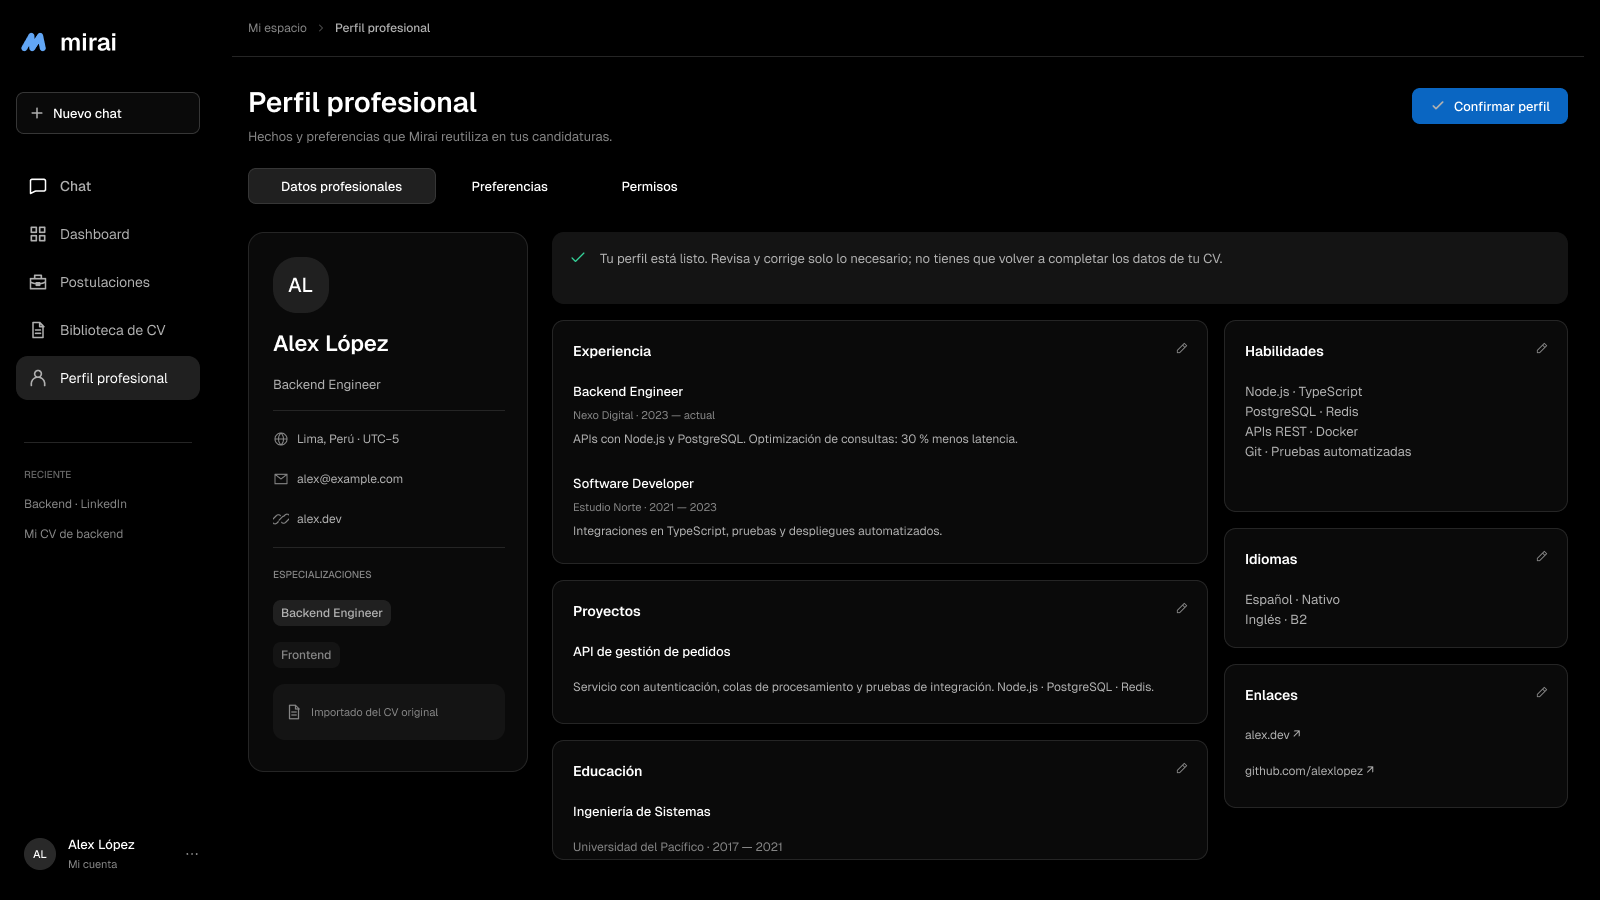 mirai
Nuevo chat
Chat
Dashboard
Postulaciones
Biblioteca de CV
Perfil profesional
RECIENTE
Backend · LinkedIn
Mi CV de backend
AL
Alex López
Mi cuenta
Mi espacio
Perfil profesional
Perfil profesional
Hechos y preferencias que Mirai reutiliza en tus candidaturas.
Confirmar perfil
Datos profesionales
Preferencias
Permisos
AL
Alex López
Backend Engineer
Lima, Perú · UTC−5
alex@example.com
alex.dev
ESPECIALIZACIONES
Backend Engineer
Frontend
Importado del CV original
Tu perfil está listo. Revisa y corrige solo lo necesario; no tienes que volver a completar los datos de tu CV.
Experiencia
Backend Engineer
Nexo Digital · 2023 — actual
APIs con Node.js y PostgreSQL. Optimización de consultas: 30 % menos latencia.
Software Developer
Estudio Norte · 2021 — 2023
Integraciones en TypeScript, pruebas y despliegues automatizados.
Proyectos
API de gestión de pedidos
Servicio con autenticación, colas de procesamiento y pruebas de integración. Node.js · PostgreSQL · Redis.
Educación
Ingeniería de Sistemas
Universidad del Pacífico · 2017 — 2021
Habilidades
Node.js · TypeScript
PostgreSQL · Redis
APIs REST · Docker
Git · Pruebas automatizadas
Idiomas
Español · Nativo
Inglés · B2
Enlaces
alex.dev ↗
github.com/alexlopez ↗